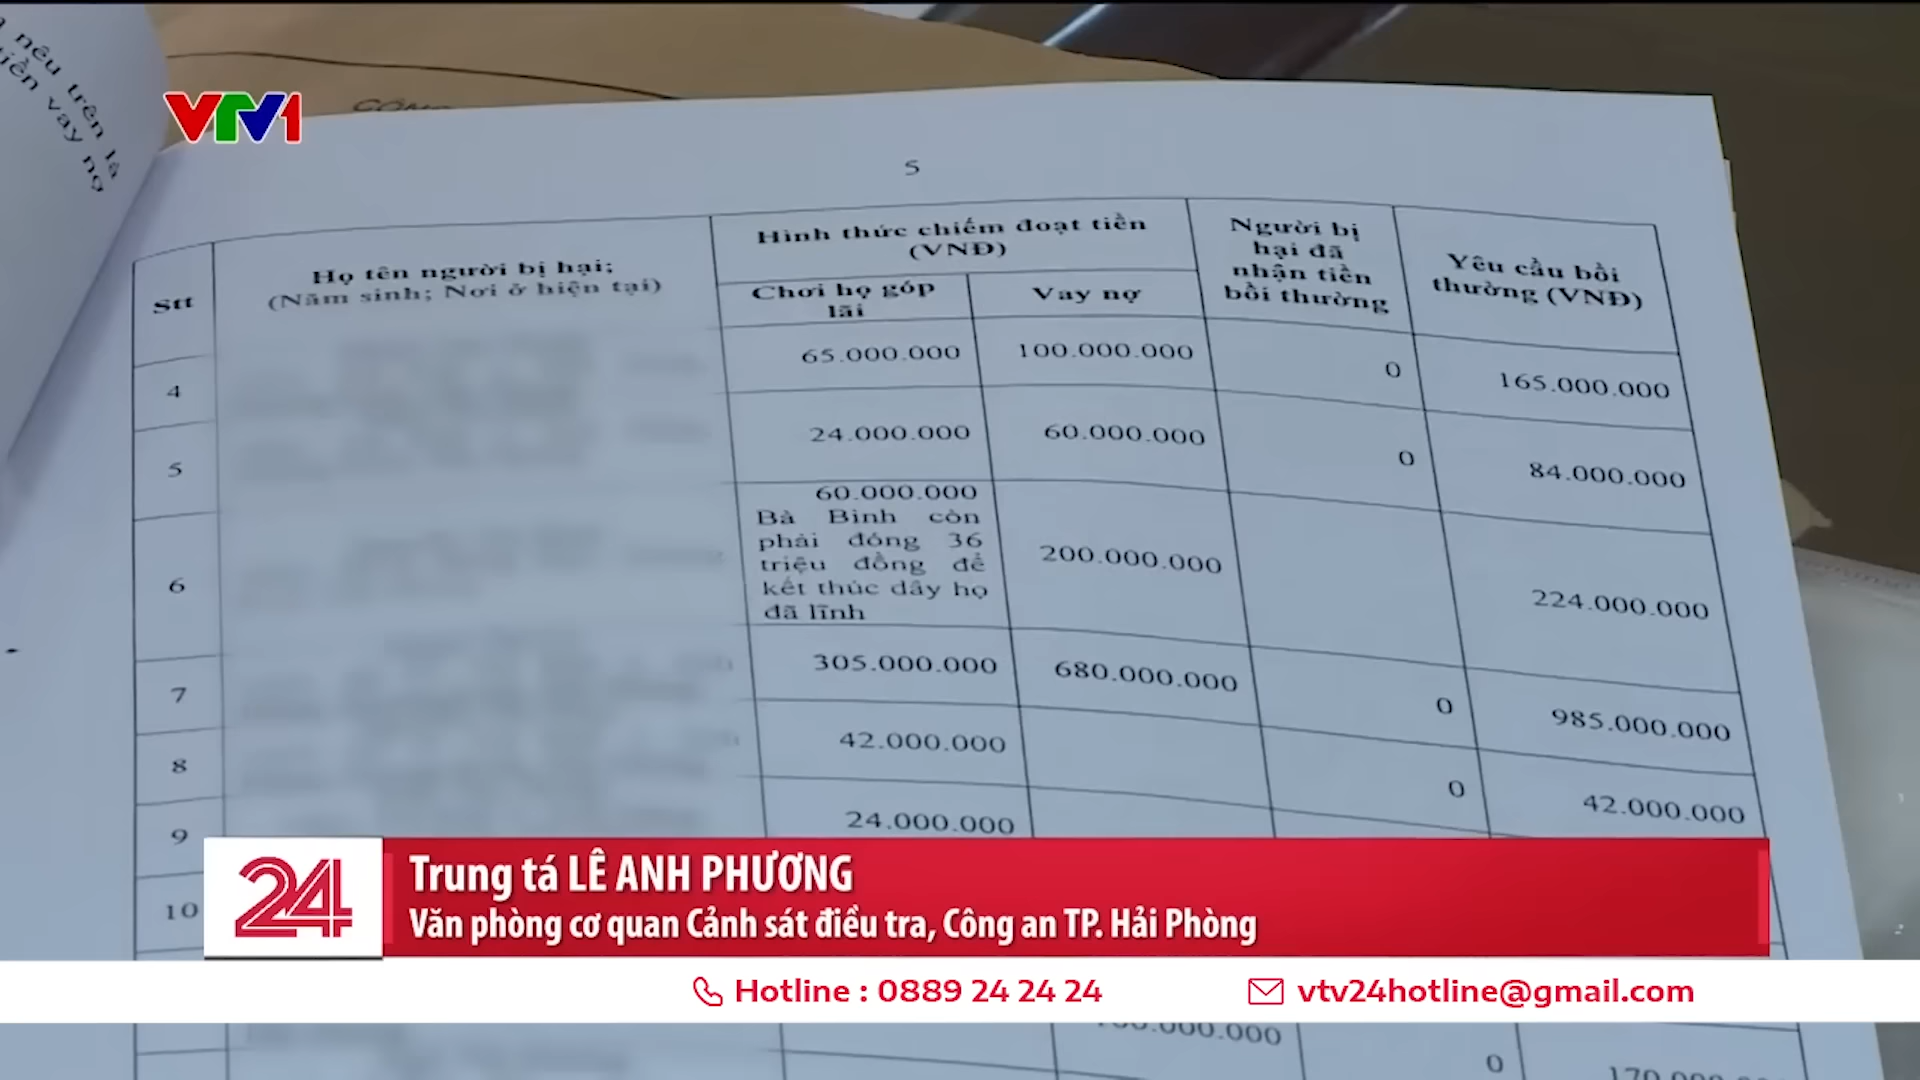 nêu trên là
tiền vay nợ
VTV1
5
Stt
Họ tên người bị hại;
(Năm sinh; Nơi ở hiện tại)
Hình thức chiếm đoạt tiền
(VNĐ)
Chơi họ góp
lãi
Vay nợ
Người bị
hại đã
nhận tiền
bồi thường
Yêu cầu bồi
thường (VNĐ)
4
65.000.000
100.000.000
0
165.000.000
5
24.000.000
60.000.000
0
84.000.000
6
60.000.000
Bà Bình còn
phải đóng 36
triệu đồng để
kết thúc dây họ
đã lĩnh
200.000.000
224.000.000
7
305.000.000
680.000.000
0
985.000.000
8
42.000.000
0
42.000.000
9
24.000.000
10
24
Trung tá LÊ ANH PHƯƠNG
Văn phòng cơ quan Cảnh sát điều tra, Công an TP. Hải Phòng
Hotline : 0889 24 24 24
vtv24hotline@gmail.com
0